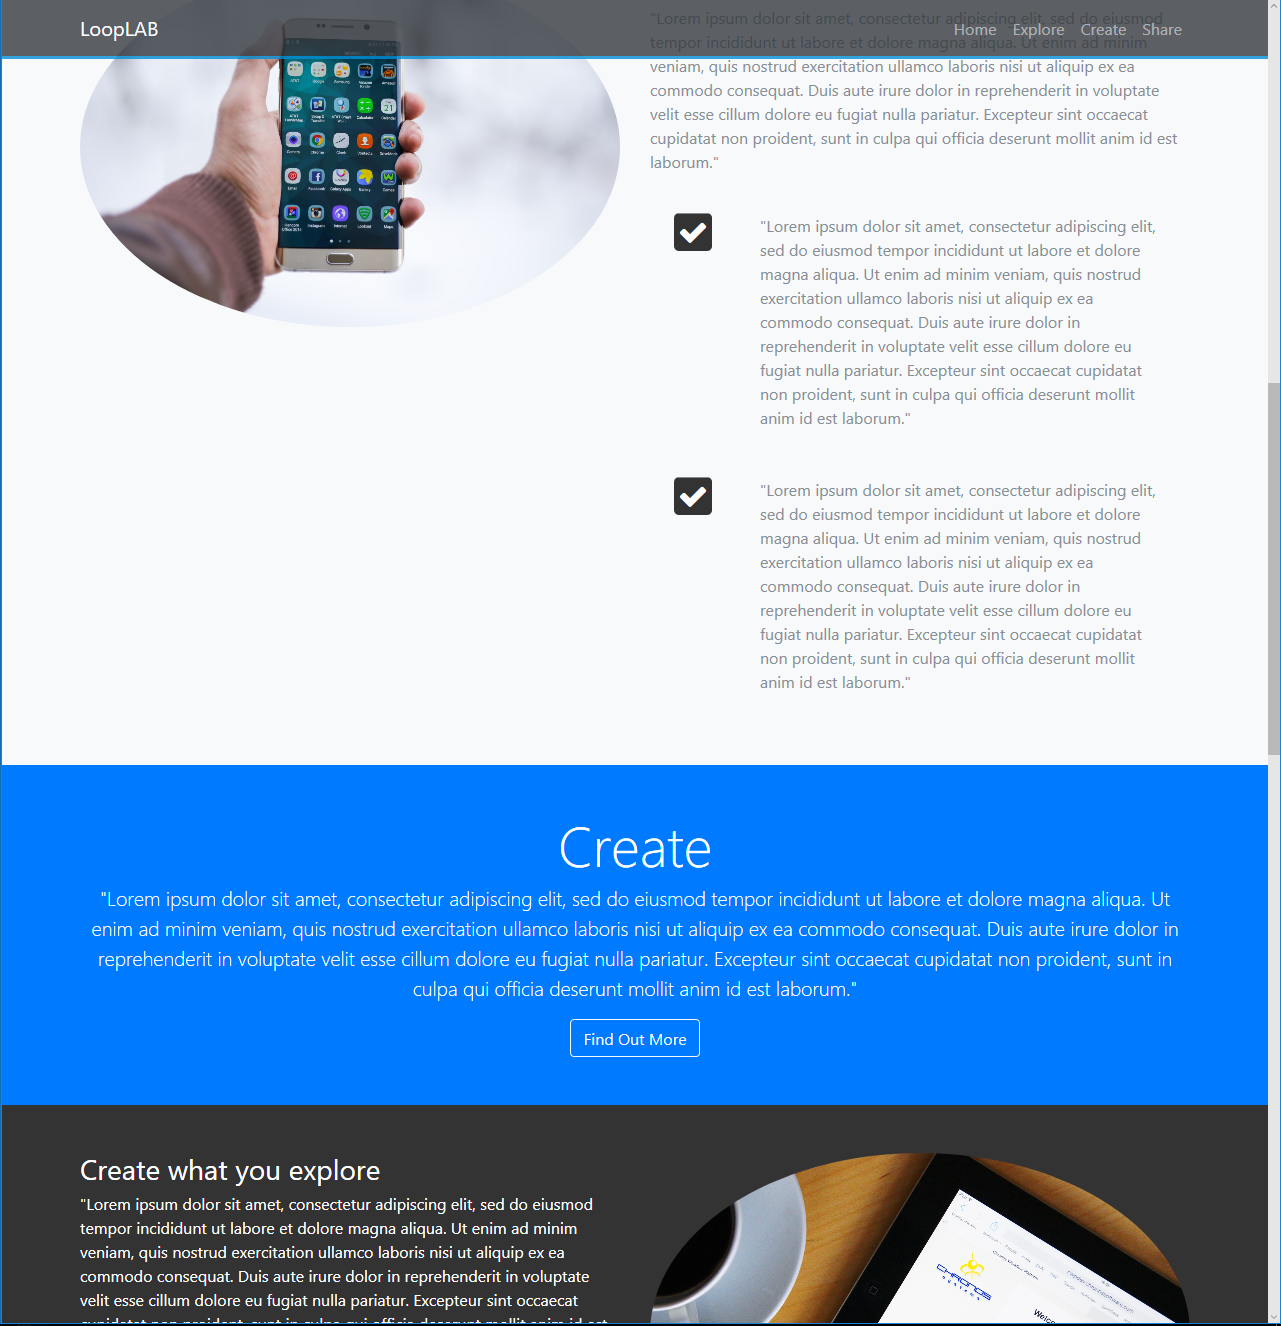 LoopLAB
Home Explore Create Share
"Lorem ipsum dolor sit amet, consectetur adipiscing elit, sed do eiusmod
tempor incididunt ut labore et dolore magna aliqua. Ut enim ad minim
veniam, quis nostrud exercitation ullamco laboris nisi ut aliquip ex ea
commodo consequat. Duis aute irure dolor in reprehenderit in voluptate
velit esse cillum dolore eu fugiat nulla pariatur. Excepteur sint occaecat
cupidatat non proident, sunt in culpa qui officia deserunt mollit anim id est
laborum."
"Lorem ipsum dolor sit amet, consectetur adipiscing elit,
sed do eiusmod tempor incididunt ut labore et dolore
magna aliqua. Ut enim ad minim veniam, quis nostrud
exercitation ullamco laboris nisi ut aliquip ex ea
commodo consequat. Duis aute irure dolor in
reprehenderit in voluptate velit esse cillum dolore eu
fugiat nulla pariatur. Excepteur sint occaecat cupidatat
non proident, sunt in culpa qui officia deserunt mollit
anim id est laborum."
"Lorem ipsum dolor sit amet, consectetur adipiscing elit,
sed do eiusmod tempor incididunt ut labore et dolore
magna aliqua. Ut enim ad minim veniam, quis nostrud
exercitation ullamco laboris nisi ut aliquip ex ea
commodo consequat. Duis aute irure dolor in
reprehenderit in voluptate velit esse cillum dolore eu
fugiat nulla pariatur. Excepteur sint occaecat cupidatat
non proident, sunt in culpa qui officia deserunt mollit
anim id est laborum."
Create
"Lorem ipsum dolor sit amet, consectetur adipiscing elit, sed do eiusmod tempor incididunt ut labore et dolore magna aliqua. Ut
enim ad minim veniam, quis nostrud exercitation ullamco laboris nisi ut aliquip ex ea commodo consequat. Duis aute irure dolor in
reprehenderit in voluptate velit esse cillum dolore eu fugiat nulla pariatur. Excepteur sint occaecat cupidatat non proident, sunt in
culpa qui officia deserunt mollit anim id est laborum."
Find Out More
Create what you explore
"Lorem ipsum dolor sit amet, consectetur adipiscing elit, sed do eiusmod
tempor incididunt ut labore et dolore magna aliqua. Ut enim ad minim
veniam, quis nostrud exercitation ullamco laboris nisi ut aliquip ex ea
commodo consequat. Duis aute irure dolor in reprehenderit in voluptate
velit esse cillum dolore eu fugiat nulla pariatur. Excepteur sint occaecat
CHRONOS